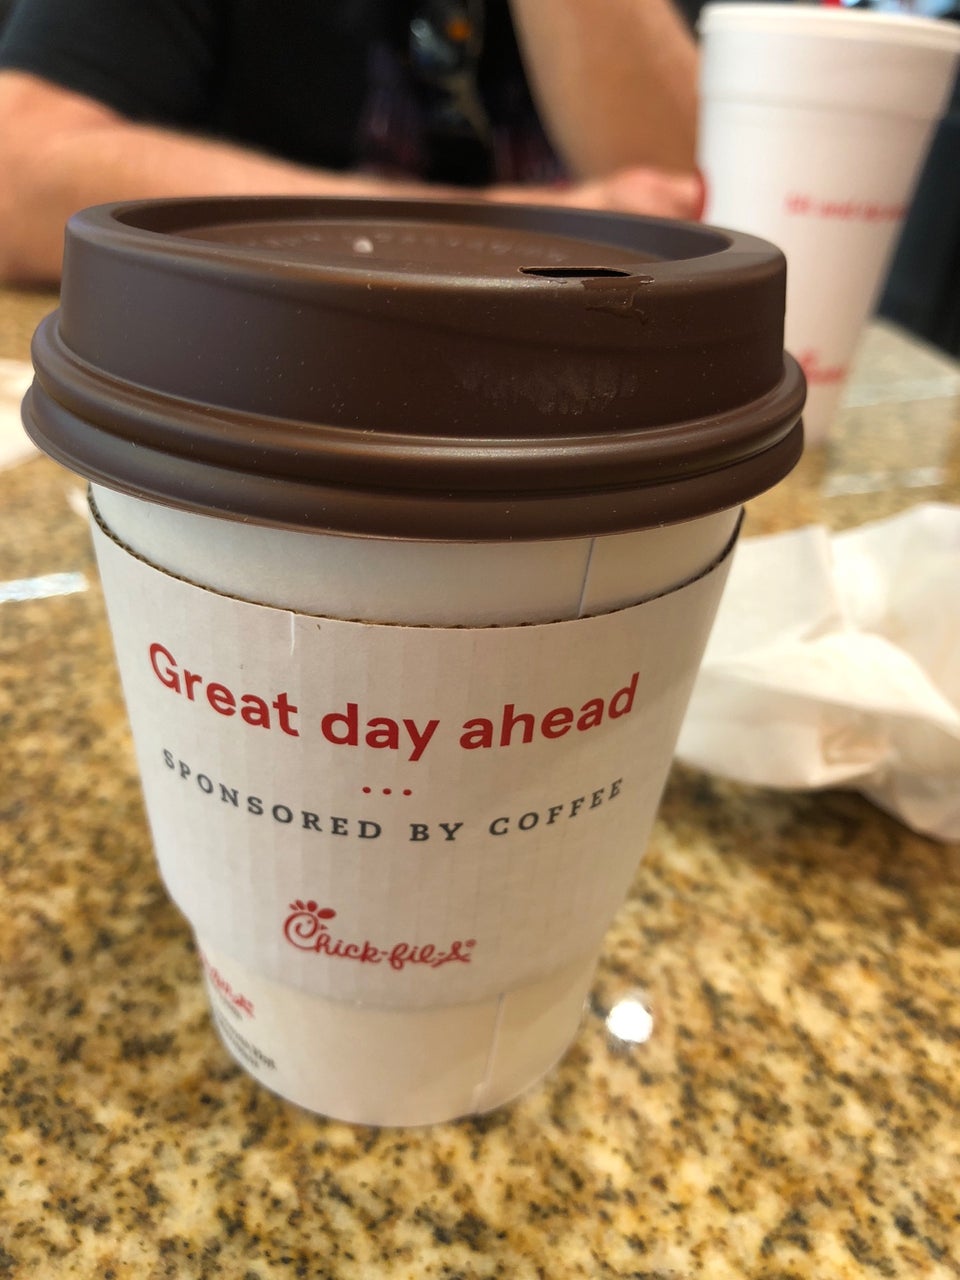 Great day ahead
...
SPONSORED BY COFFEE
Chick-fil-A®